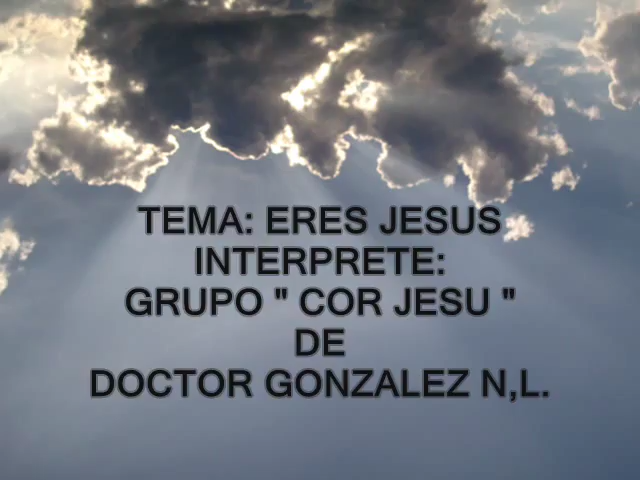 TEMA: ERES JESUS
INTERPRETE:
GRUPO " COR JESU "
DE
DOCTOR GONZALEZ N,L.